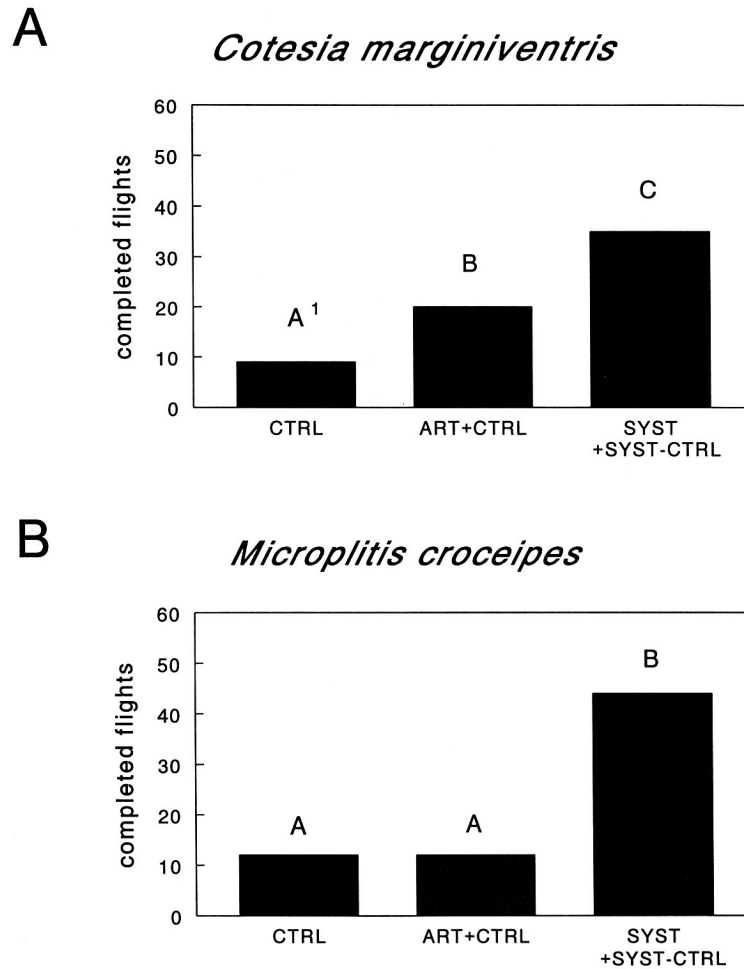 A
Cotesia marginiventris
60
50
40
30
20
10
0
completed flights
A 1
B
C
CTRL
ART+CTRL
SYST
+SYST-CTRL
B
Microplitis croceipes
60
50
40
30
20
10
0
completed flights
A
A
B
CTRL
ART+CTRL
SYST
+SYST-CTRL